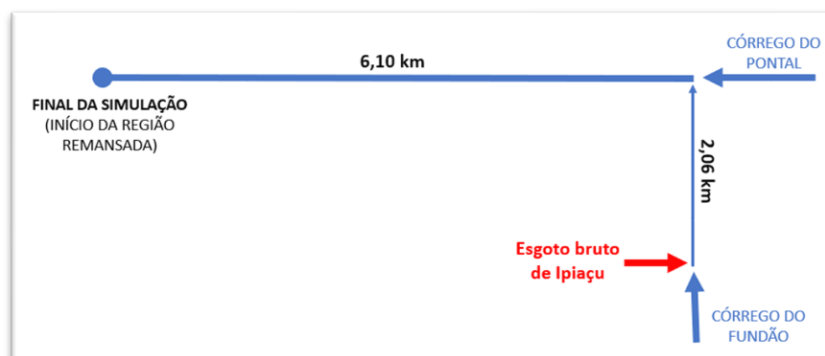 6,10 km
CÓRREGO DO
PONTAL
FINAL DA SIMULAÇÃO
(INÍCIO DA REGIÃO
REMANSADA)
2,06 km
Esgoto bruto
de Ipiaçu
CÓRREGO DO
FUNDÃO